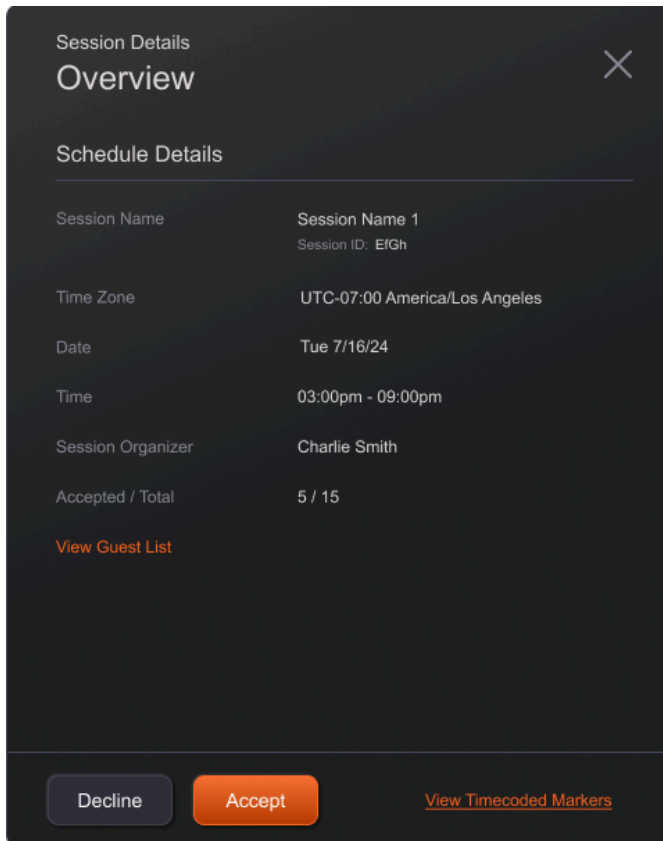 Session Details
Overview
Schedule Details
Session Name
Session Name 1
Session ID: EfGh
Time Zone
UTC-07:00 America/Los Angeles
Date
Tue 7/16/24
Time
03:00pm - 09:00pm
Session Organizer
Charlie Smith
Accepted / Total
5 / 15
View Guest List
Decline
Accept
View Timecoded Markers